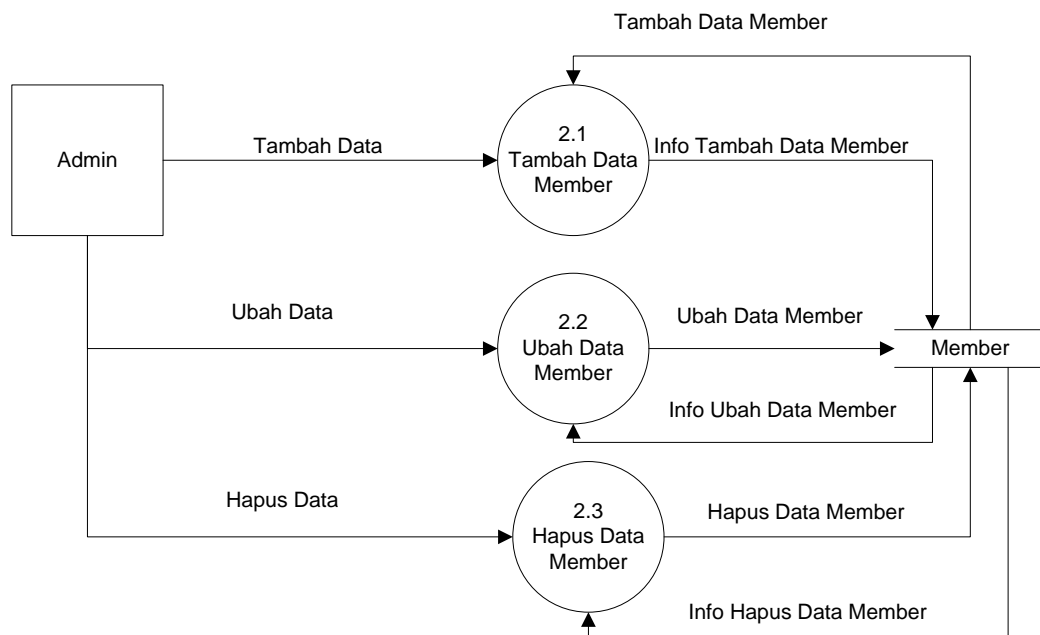 Tambah Data Member
Admin
Tambah Data
2.1
Tambah Data
Member
Info Tambah Data Member
Ubah Data
2.2
Ubah Data
Member
Ubah Data Member
Member
Info Ubah Data Member
Hapus Data
2.3
Hapus Data
Member
Hapus Data Member
Info Hapus Data Member